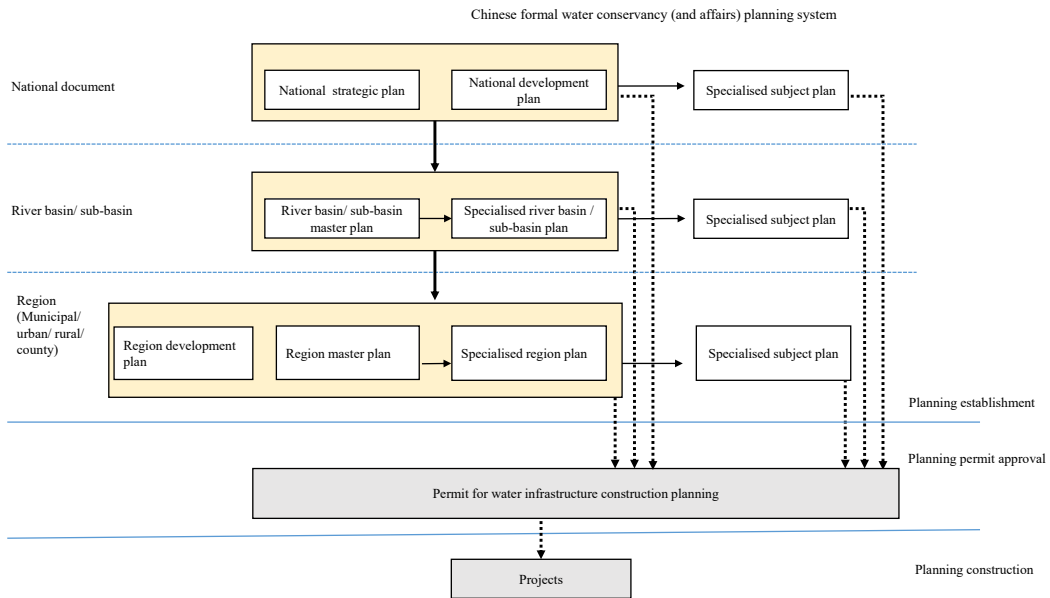 Chinese formal water conservancy (and affairs) planning system
National document
National strategic plan
National development
plan
Specialised subject plan
River basin/ sub-basin
River basin/ sub-basin
master plan
Specialised river basin /
sub-basin plan
Specialised subject plan
Region
(Municipal/
urban/ rural/
county)
Region development
plan
Region master plan
Specialised region plan
Specialised subject plan
Planning establishment
Planning permit approval
Permit for water infrastructure construction planning
Planning construction
Projects